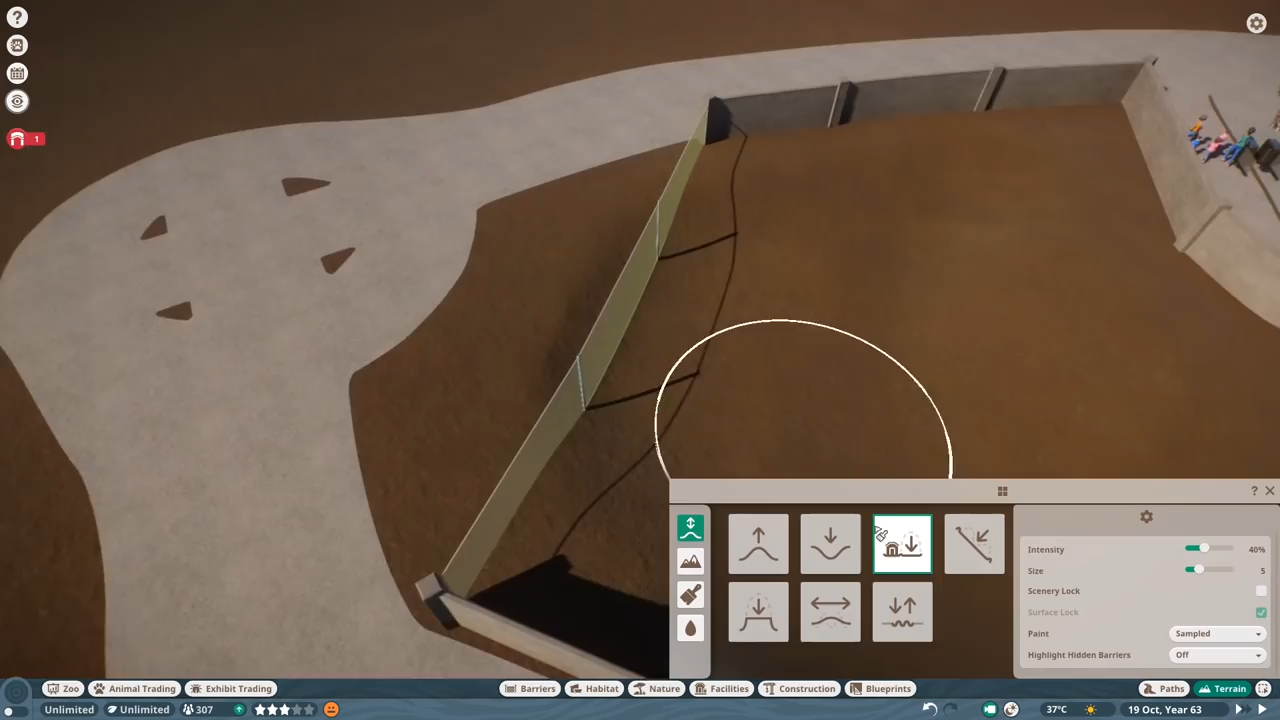 ?
1
?
Intensity 40%
Size 5
Scenery Lock
Surface Lock
Paint Sampled
Highlight Hidden Barriers Off
Zoo Animal Trading Exhibit Trading Barriers Habitat Nature Facilities Construction Blueprints Paths Terrain
Unlimited Unlimited 307 37°C 19 Oct, Year 63